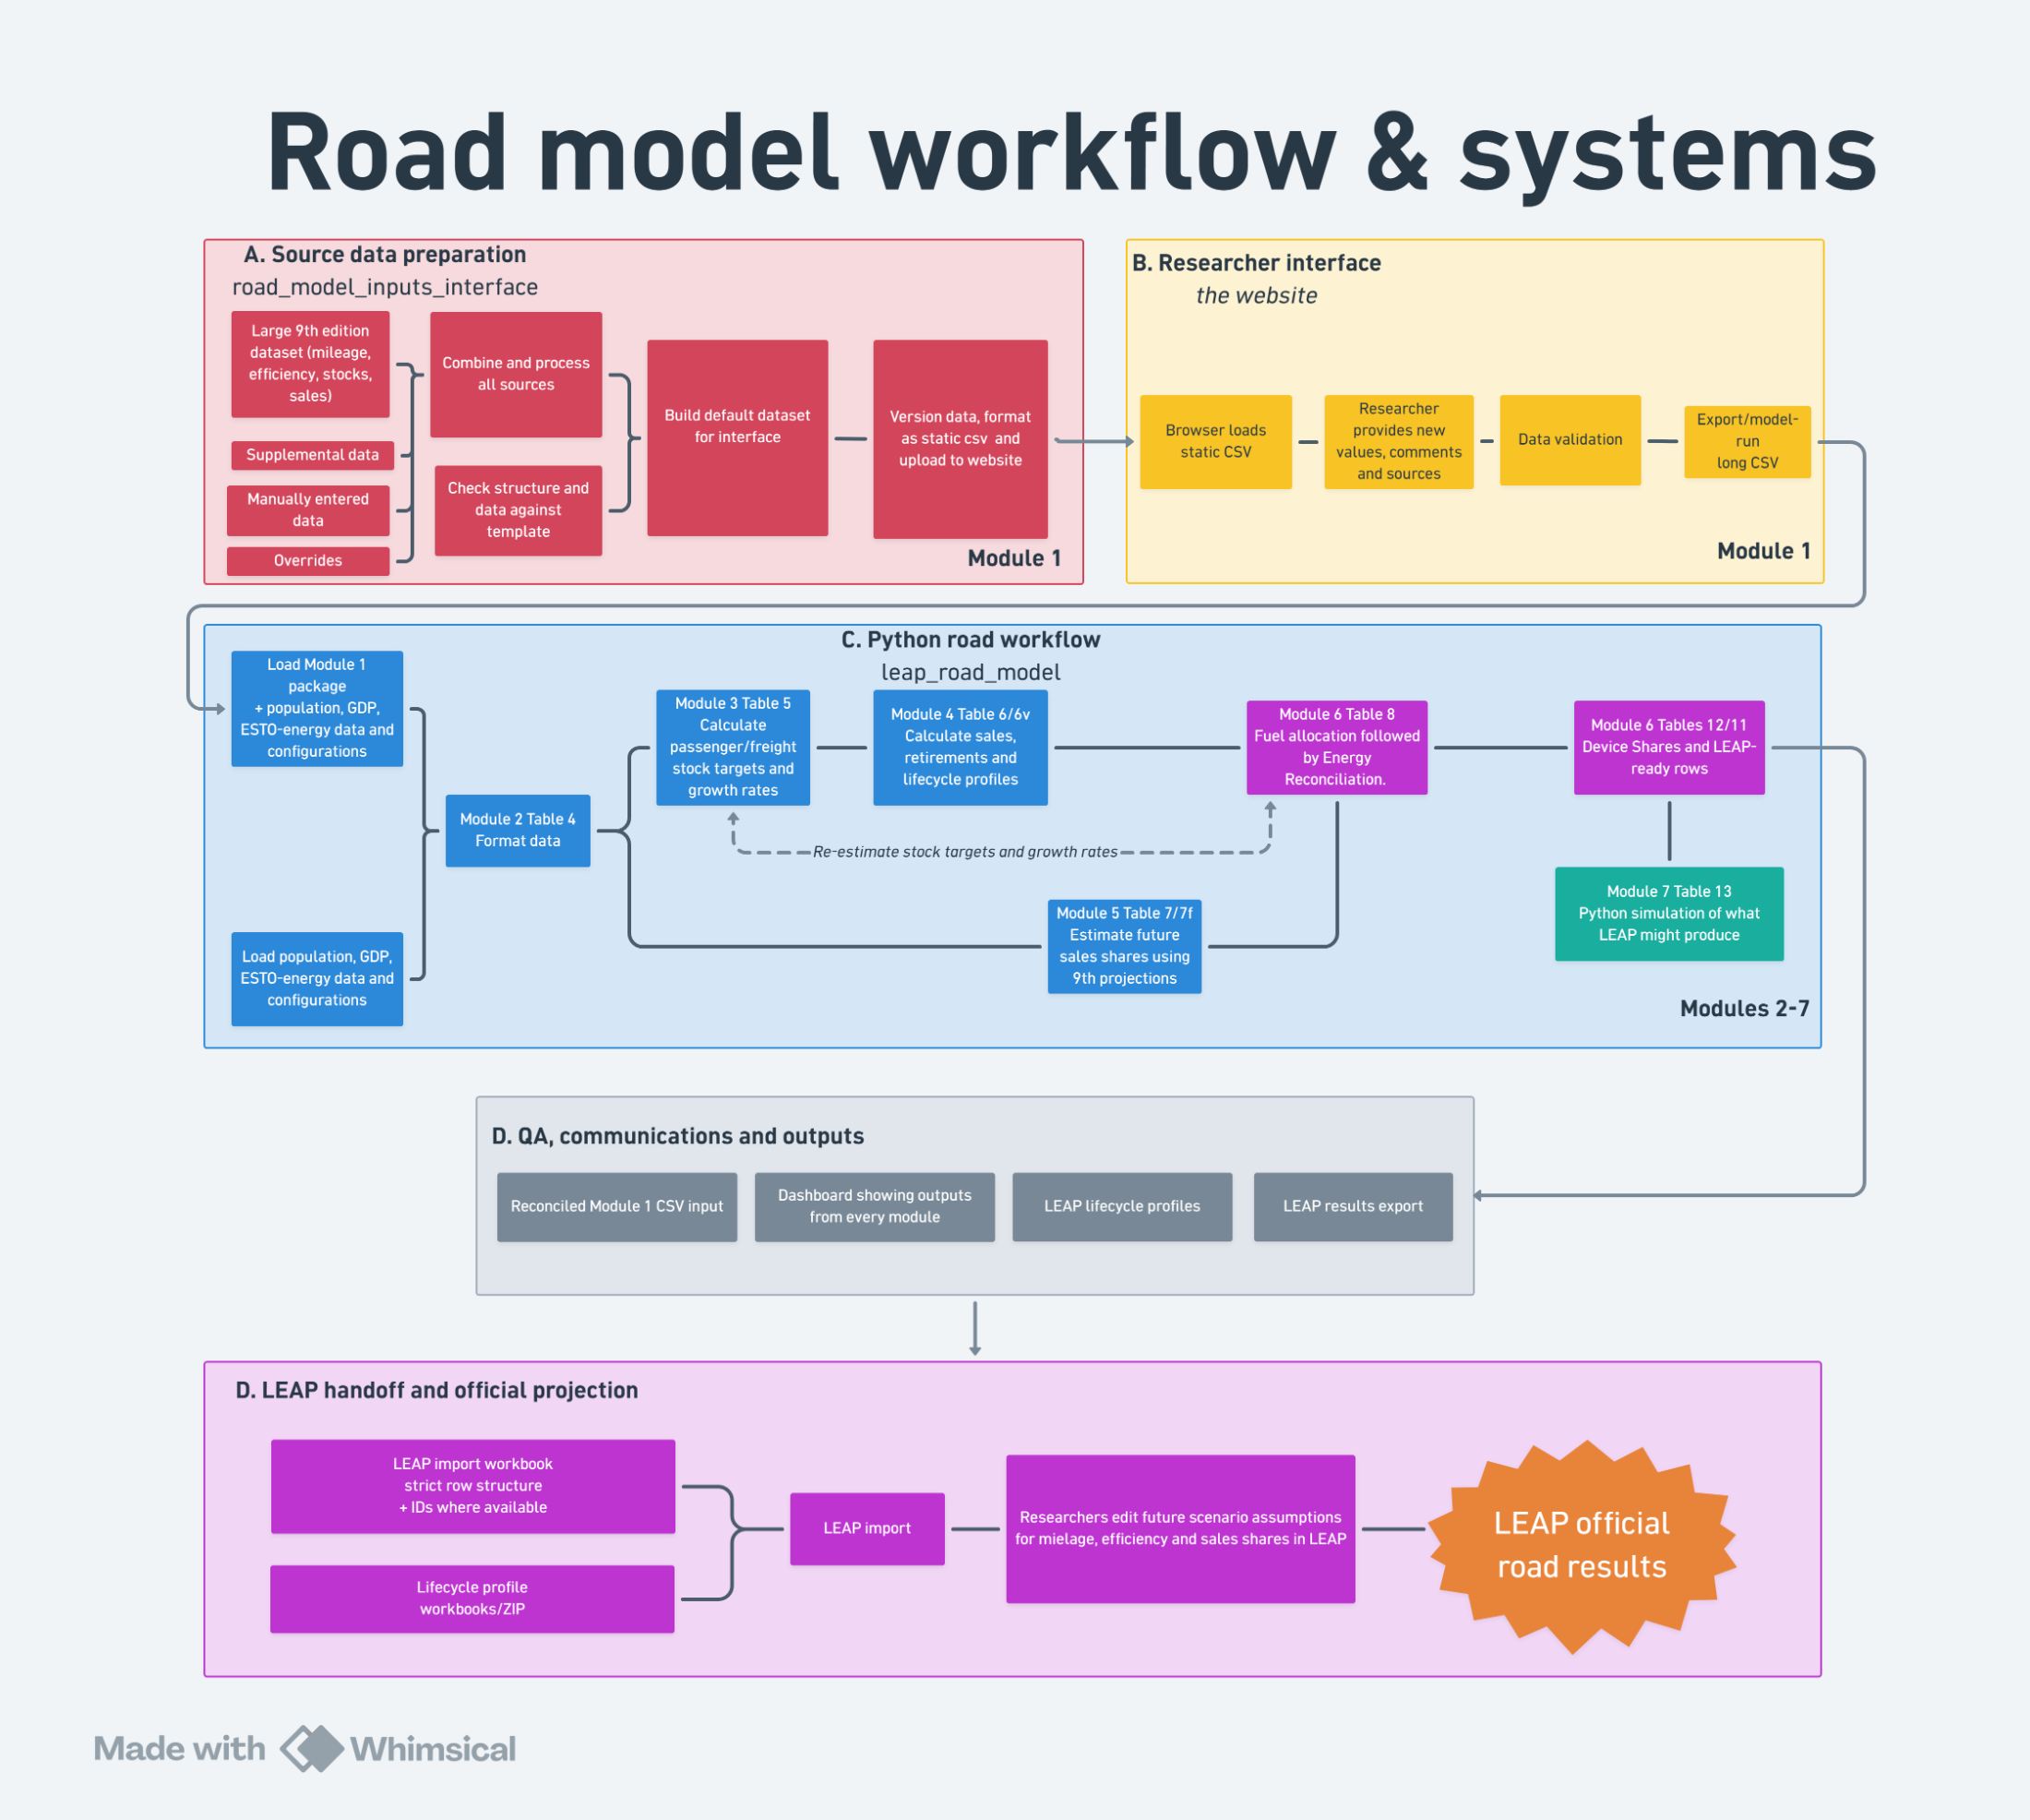 Road model workflow & systems
A. Source data preparation
road_model_inputs_interface
Large 9th edition
dataset (mileage,
efficiency, stocks,
sales)
Supplemental data
Manually entered
data
Overrides
Combine and process
all sources
Check structure and
data against
template
Build default dataset
for interface
Version data, format
as static csv and
upload to website
Module 1
B. Researcher interface
the website
Browser loads
static CSV
Researcher
provides new
values, comments
and sources
Data validation
Export/model-
run
long CSV
Module 1
C. Python road workflow
leap_road_model
Load Module 1
package
+ population, GDP,
ESTO-energy data and
configurations
Load population, GDP,
ESTO-energy data and
configurations
Module 2 Table 4
Format data
Module 3 Table 5
Calculate
passenger/freight
stock targets and
growth rates
Module 4 Table 6/6v
Calculate sales,
retirements and
lifecycle profiles
Re-estimate stock targets and growth rates
Module 5 Table 7/7f
Estimate future
sales shares using
9th projections
Module 6 Table 8
Fuel allocation followed
by Energy
Reconciliation.
Module 6 Tables 12/11
Device Shares and LEAP-
ready rows
Module 7 Table 13
Python simulation of what
LEAP might produce
Modules 2-7
D. QA, communications and outputs
Reconciled Module 1 CSV input
Dashboard showing outputs
from every module
LEAP lifecycle profiles
LEAP results export
D. LEAP handoff and official projection
LEAP import workbook
strict row structure
+ IDs where available
Lifecycle profile
workbooks/ZIP
LEAP import
Researchers edit future scenario assumptions
for mielage, efficiency and sales shares in LEAP
LEAP official
road results
Made with Whimsical